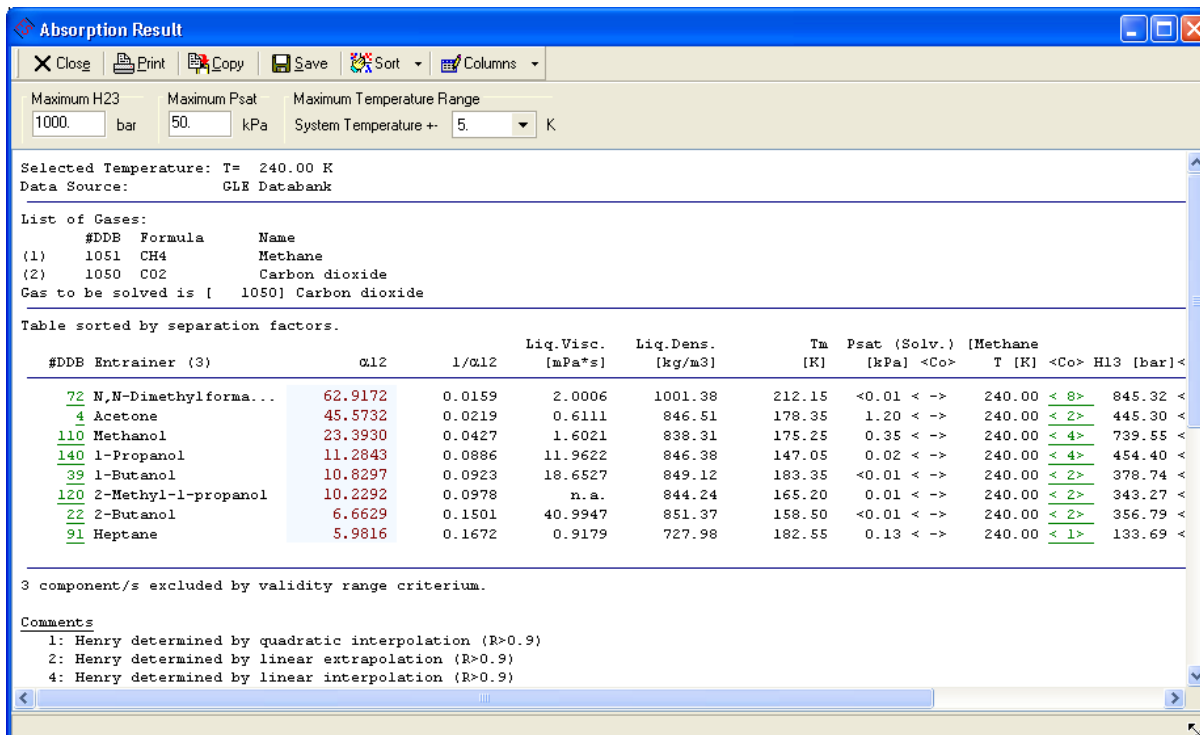 Absorption Result
Close Print Copy Save Sort Columns
Maximum H23 Maximum Psat Maximum Temperature Range
1000. bar 50. kPa System Temperature +- 5. K
Selected Temperature: T= 240.00 K
Data Source: GLE Databank
List of Gases:
#DDB Formula Name
(1) 1051 CH4 Methane
(2) 1050 CO2 Carbon dioxide
Gas to be solved is [ 1050] Carbon dioxide
Table sorted by separation factors.
Liq.Visc. Liq.Dens. Tm Psat (Solv.) [Methane
#DDB Entrainer (3) α12 1/α12 [mPa*s] [kg/m3] [K] [kPa] <Co> T [K] <Co> H13 [bar]<
72 N,N-Dimethylforma... 62.9172 0.0159 2.0006 1001.38 212.15 <0.01 < -> 240.00 < 8> 845.32 <
4 Acetone 45.5732 0.0219 0.6111 846.51 178.35 1.20 < -> 240.00 < 2> 445.30 <
110 Methanol 23.3930 0.0427 1.6021 838.31 175.25 0.35 < -> 240.00 < 4> 739.55 <
140 1-Propanol 11.2843 0.0886 11.9622 846.38 147.05 0.02 < -> 240.00 < 4> 454.40 <
39 1-Butanol 10.8297 0.0923 18.6527 849.12 183.35 <0.01 < -> 240.00 < 2> 378.74 <
120 2-Methyl-1-propanol 10.2292 0.0978 n.a. 844.24 165.20 0.01 < -> 240.00 < 2> 343.27 <
22 2-Butanol 6.6629 0.1501 40.9947 851.37 158.50 <0.01 < -> 240.00 < 2> 356.79 <
91 Heptane 5.9816 0.1672 0.9179 727.98 182.55 0.13 < -> 240.00 < 1> 133.69 <
3 component/s excluded by validity range criterium.
Comments
1: Henry determined by quadratic interpolation (R>0.9)
2: Henry determined by linear extrapolation (R>0.9)
4: Henry determined by linear interpolation (R>0.9)